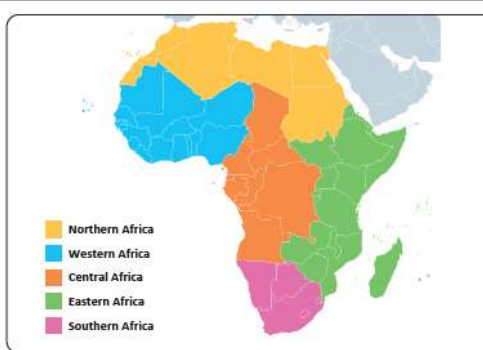 Northern Africa
Western Africa
Central Africa
Eastern Africa
Southern Africa